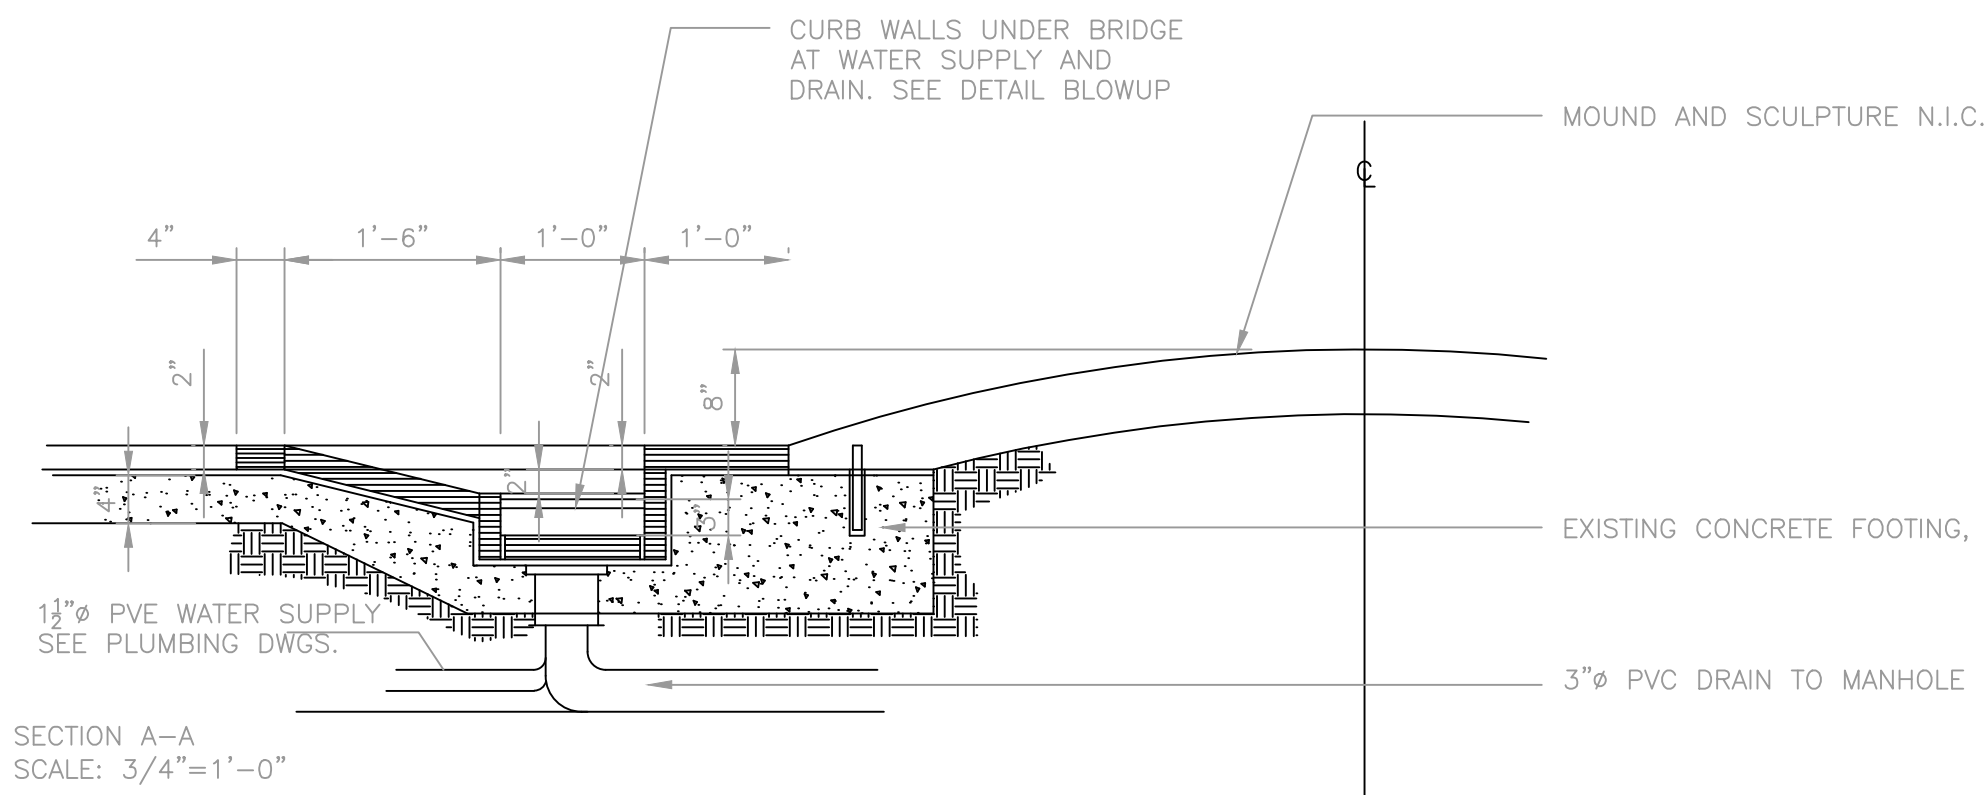 CURB WALLS UNDER BRIDGE
AT WATER SUPPLY AND
DRAIN. SEE DETAIL BLOWUP
MOUND AND SCULPTURE N.I.C.
℄
4" 1'-6" 1'-0" 1'-0"
2" 2" 8"
4" 2" 3"
EXISTING CONCRETE FOOTING,
1½"ø PVE WATER SUPPLY
SEE PLUMBING DWGS.
3"ø PVC DRAIN TO MANHOLE
SECTION A-A
SCALE: 3/4"=1'-0"